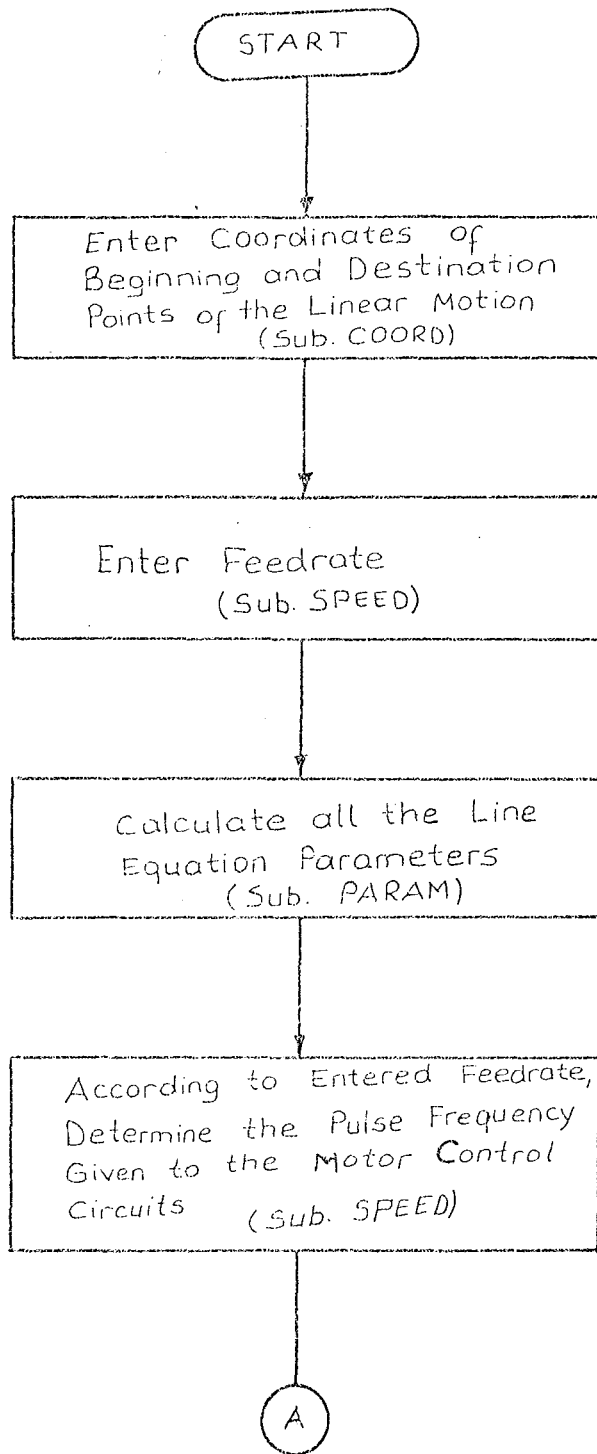 START
Enter Coordinates of
Beginning and Destination
Points of the Linear Motion
(Sub. COORD)
Enter Feedrate
(Sub. SPEED)
Calculate all the Line
Equation Parameters
(Sub. PARAM)
According to Entered Feedrate,
Determine the Pulse Frequency
Given to the Motor Control
Circuits (Sub. SPEED)
A